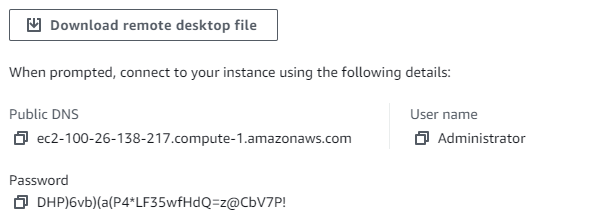 Download remote desktop file
When prompted, connect to your instance using the following details:
Public DNS
ec2-100-26-138-217.compute-1.amazonaws.com
User name
Administrator
Password
DHP)6vb)(a(P4*LF35wfHdQ=z@CbV7P!